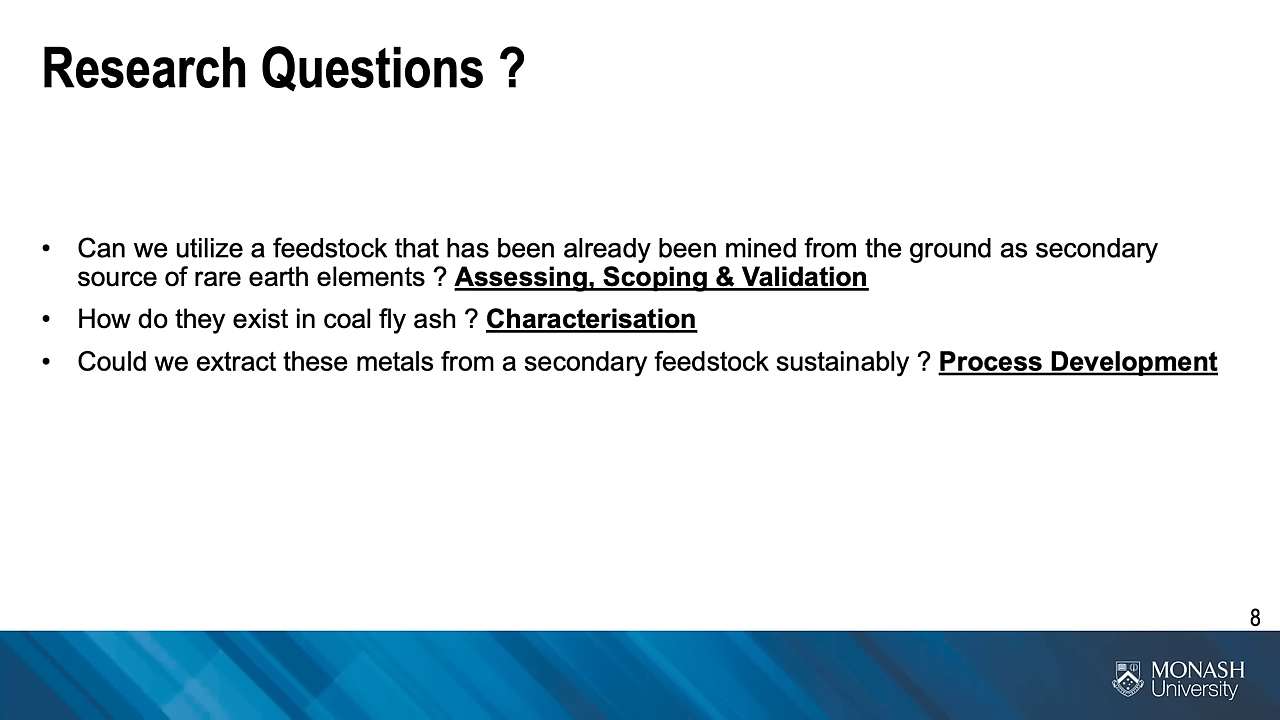 Research Questions ?
• Can we utilize a feedstock that has been already been mined from the ground as secondary
source of rare earth elements ? Assessing, Scoping & Validation
• How do they exist in coal fly ash ? Characterisation
• Could we extract these metals from a secondary feedstock sustainably ? Process Development
8
MONASH
University